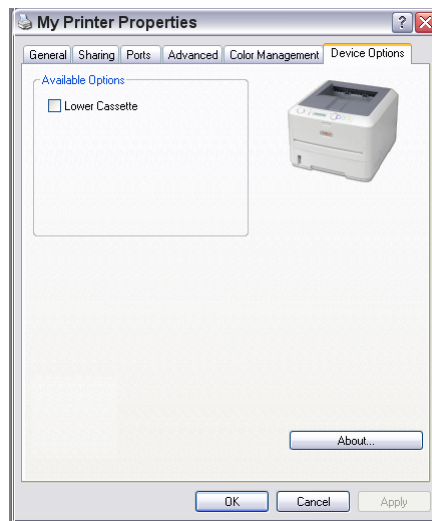 My Printer Properties
General Sharing Ports Advanced Color Management Device Options
Available Options
Lower Cassette
About...
OK Cancel Apply